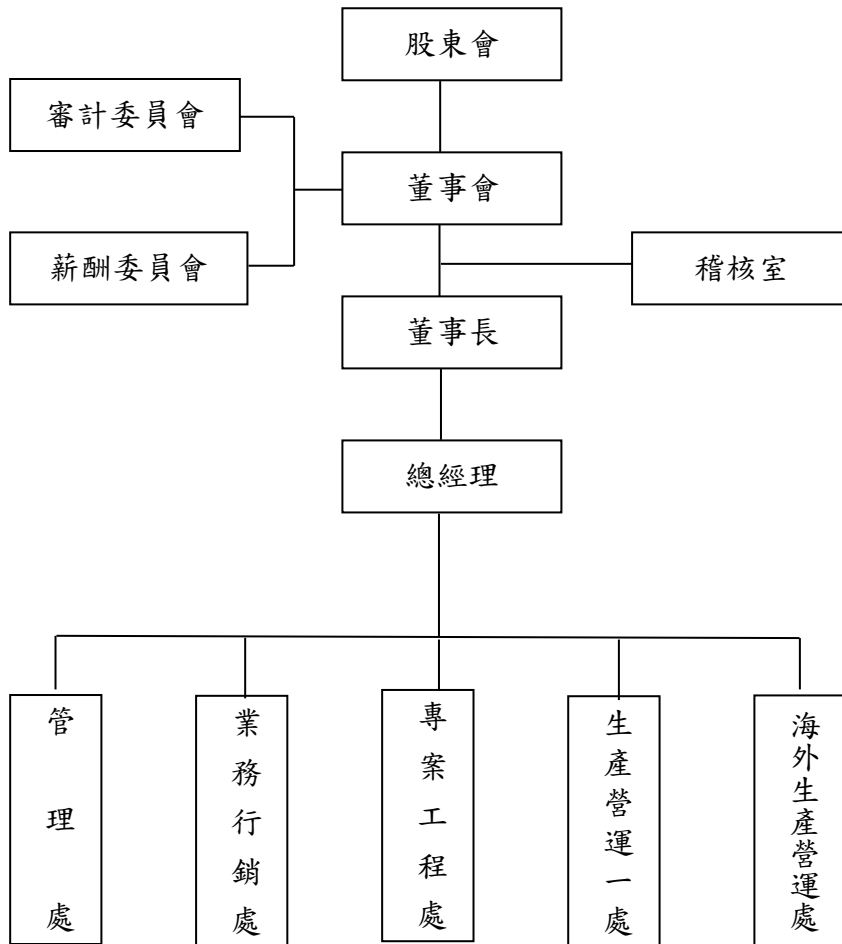 股東會
審計委員會
董事會
薪酬委員會
稽核室
董事長
總經理
管理處
業務行銷處
專案工程處
生產營運一處
海外生產營運處